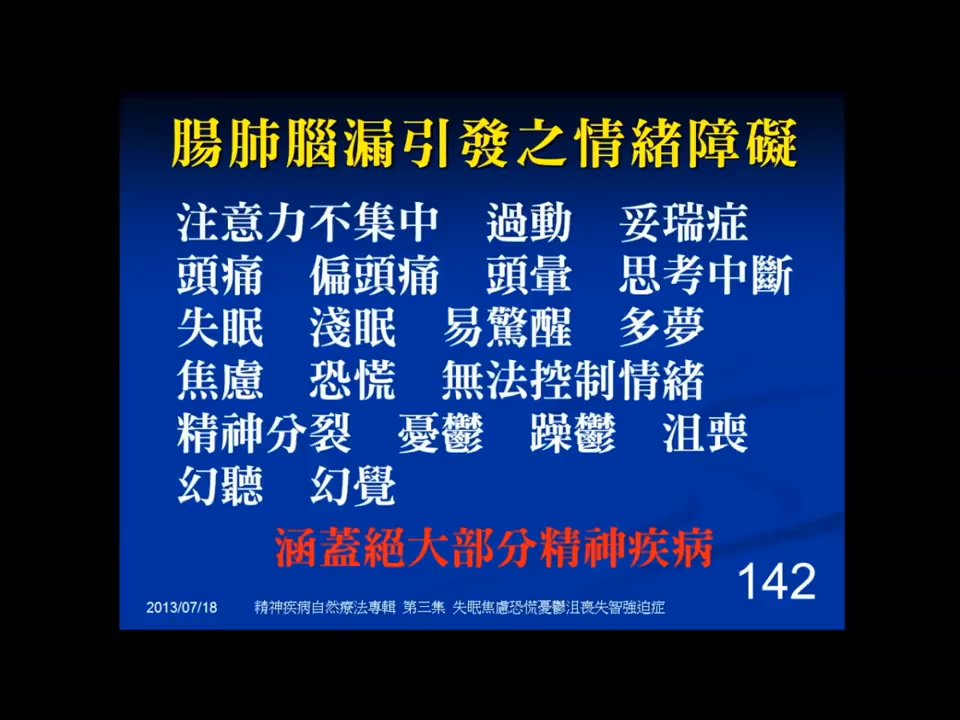 腸肺腦漏引發之情緒障礙
注意力不集中 過動 妥瑞症
頭痛 偏頭痛 頭暈 思考中斷
失眠 淺眠 易驚醒 多夢
焦慮 恐慌 無法控制情緒
精神分裂 憂鬱 躁鬱 沮喪
幻聽 幻覺
涵蓋絕大部分精神疾病
142
2013/07/18 精神疾病自然療法專輯 第三集 失眠焦慮恐慌憂鬱沮喪失智強迫症